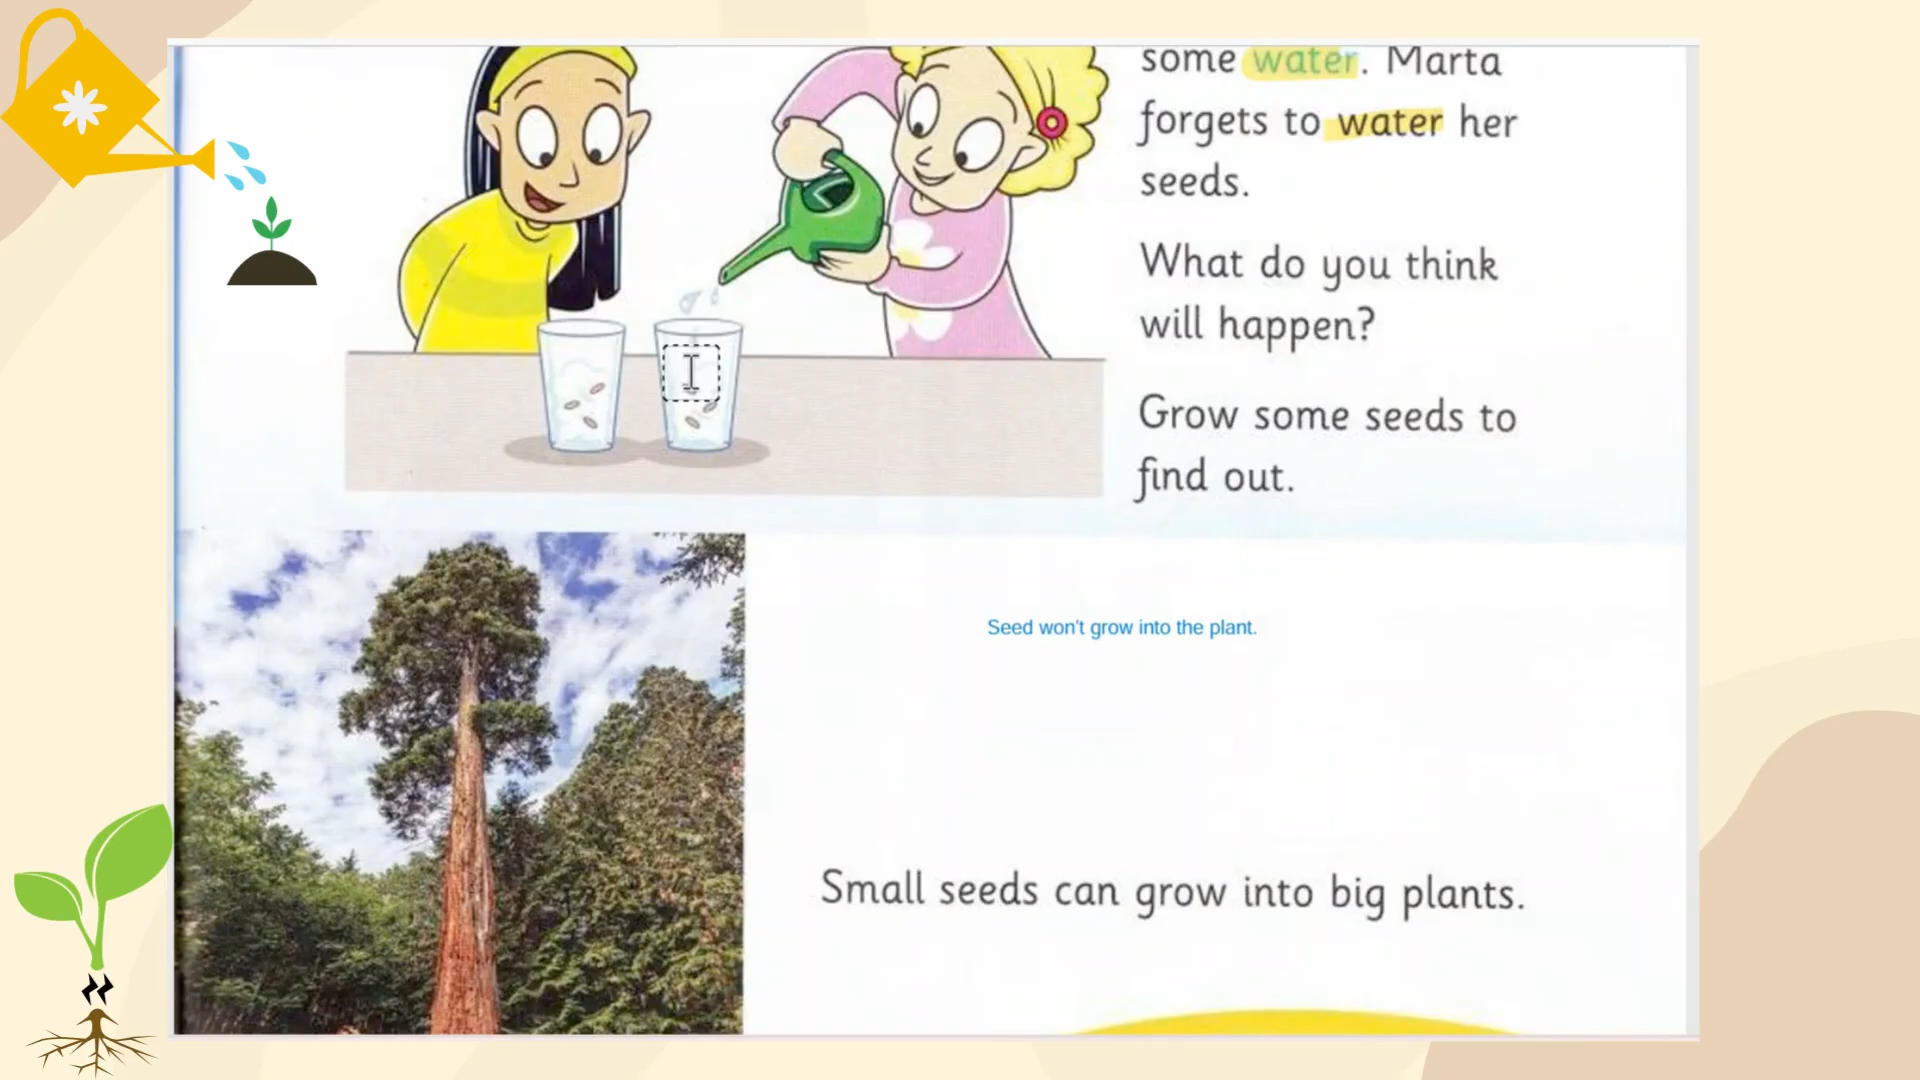 some water. Marta
forgets to water her
seeds.
What do you think
will happen?
Grow some seeds to
find out.
Seed won't grow into the plant.
Small seeds can grow into big plants.